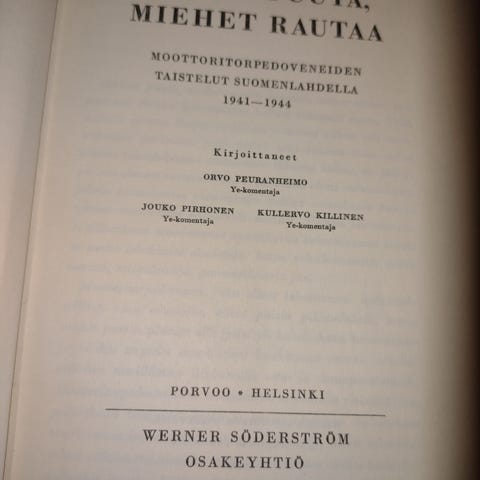 MIEHET RAUTAA
MOOTTORITORPEDOVENEIDEN
TAISTELUT SUOMENLAHDELLA
1941—1944
Kirjoittaneet
ORVO PEURANHEIMO
Ye-komentaja
JOUKO PIRHONEN KULLERVO KILLINEN
Ye-komentaja Ye-komentaja
PORVOO • HELSINKI
WERNER SÖDERSTRÖM
OSAKEYHTIÖ